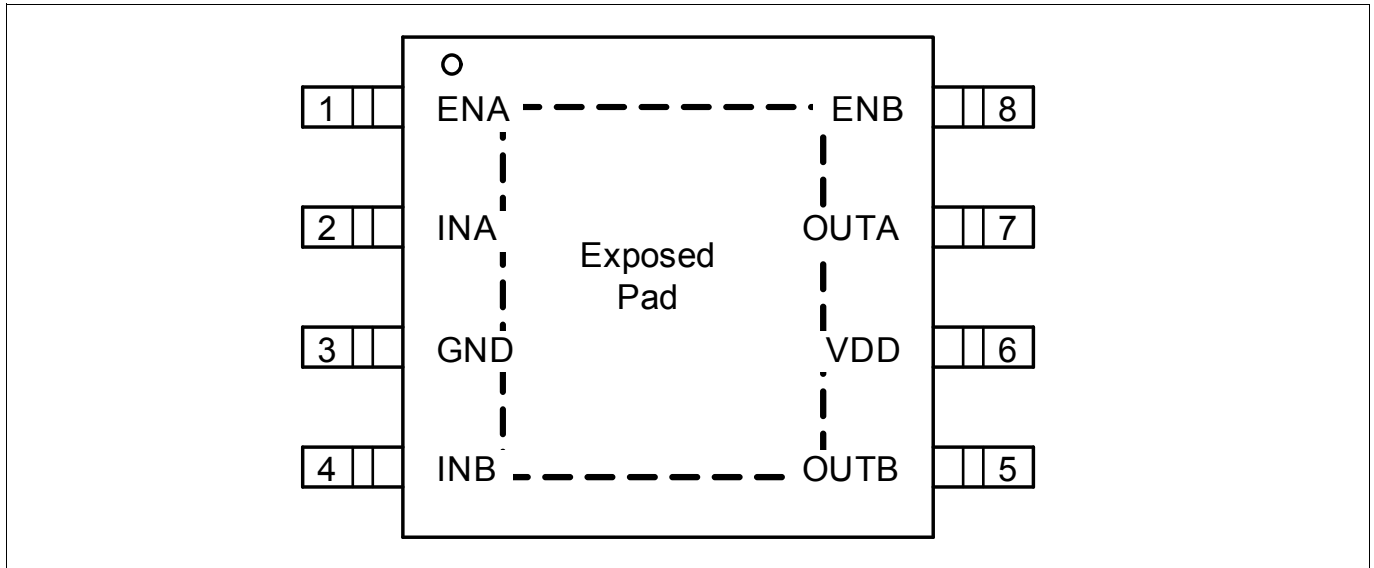 1 ENA ENB 8
2 INA OUTA 7
Exposed
Pad
3 GND VDD 6
4 INB OUTB 5